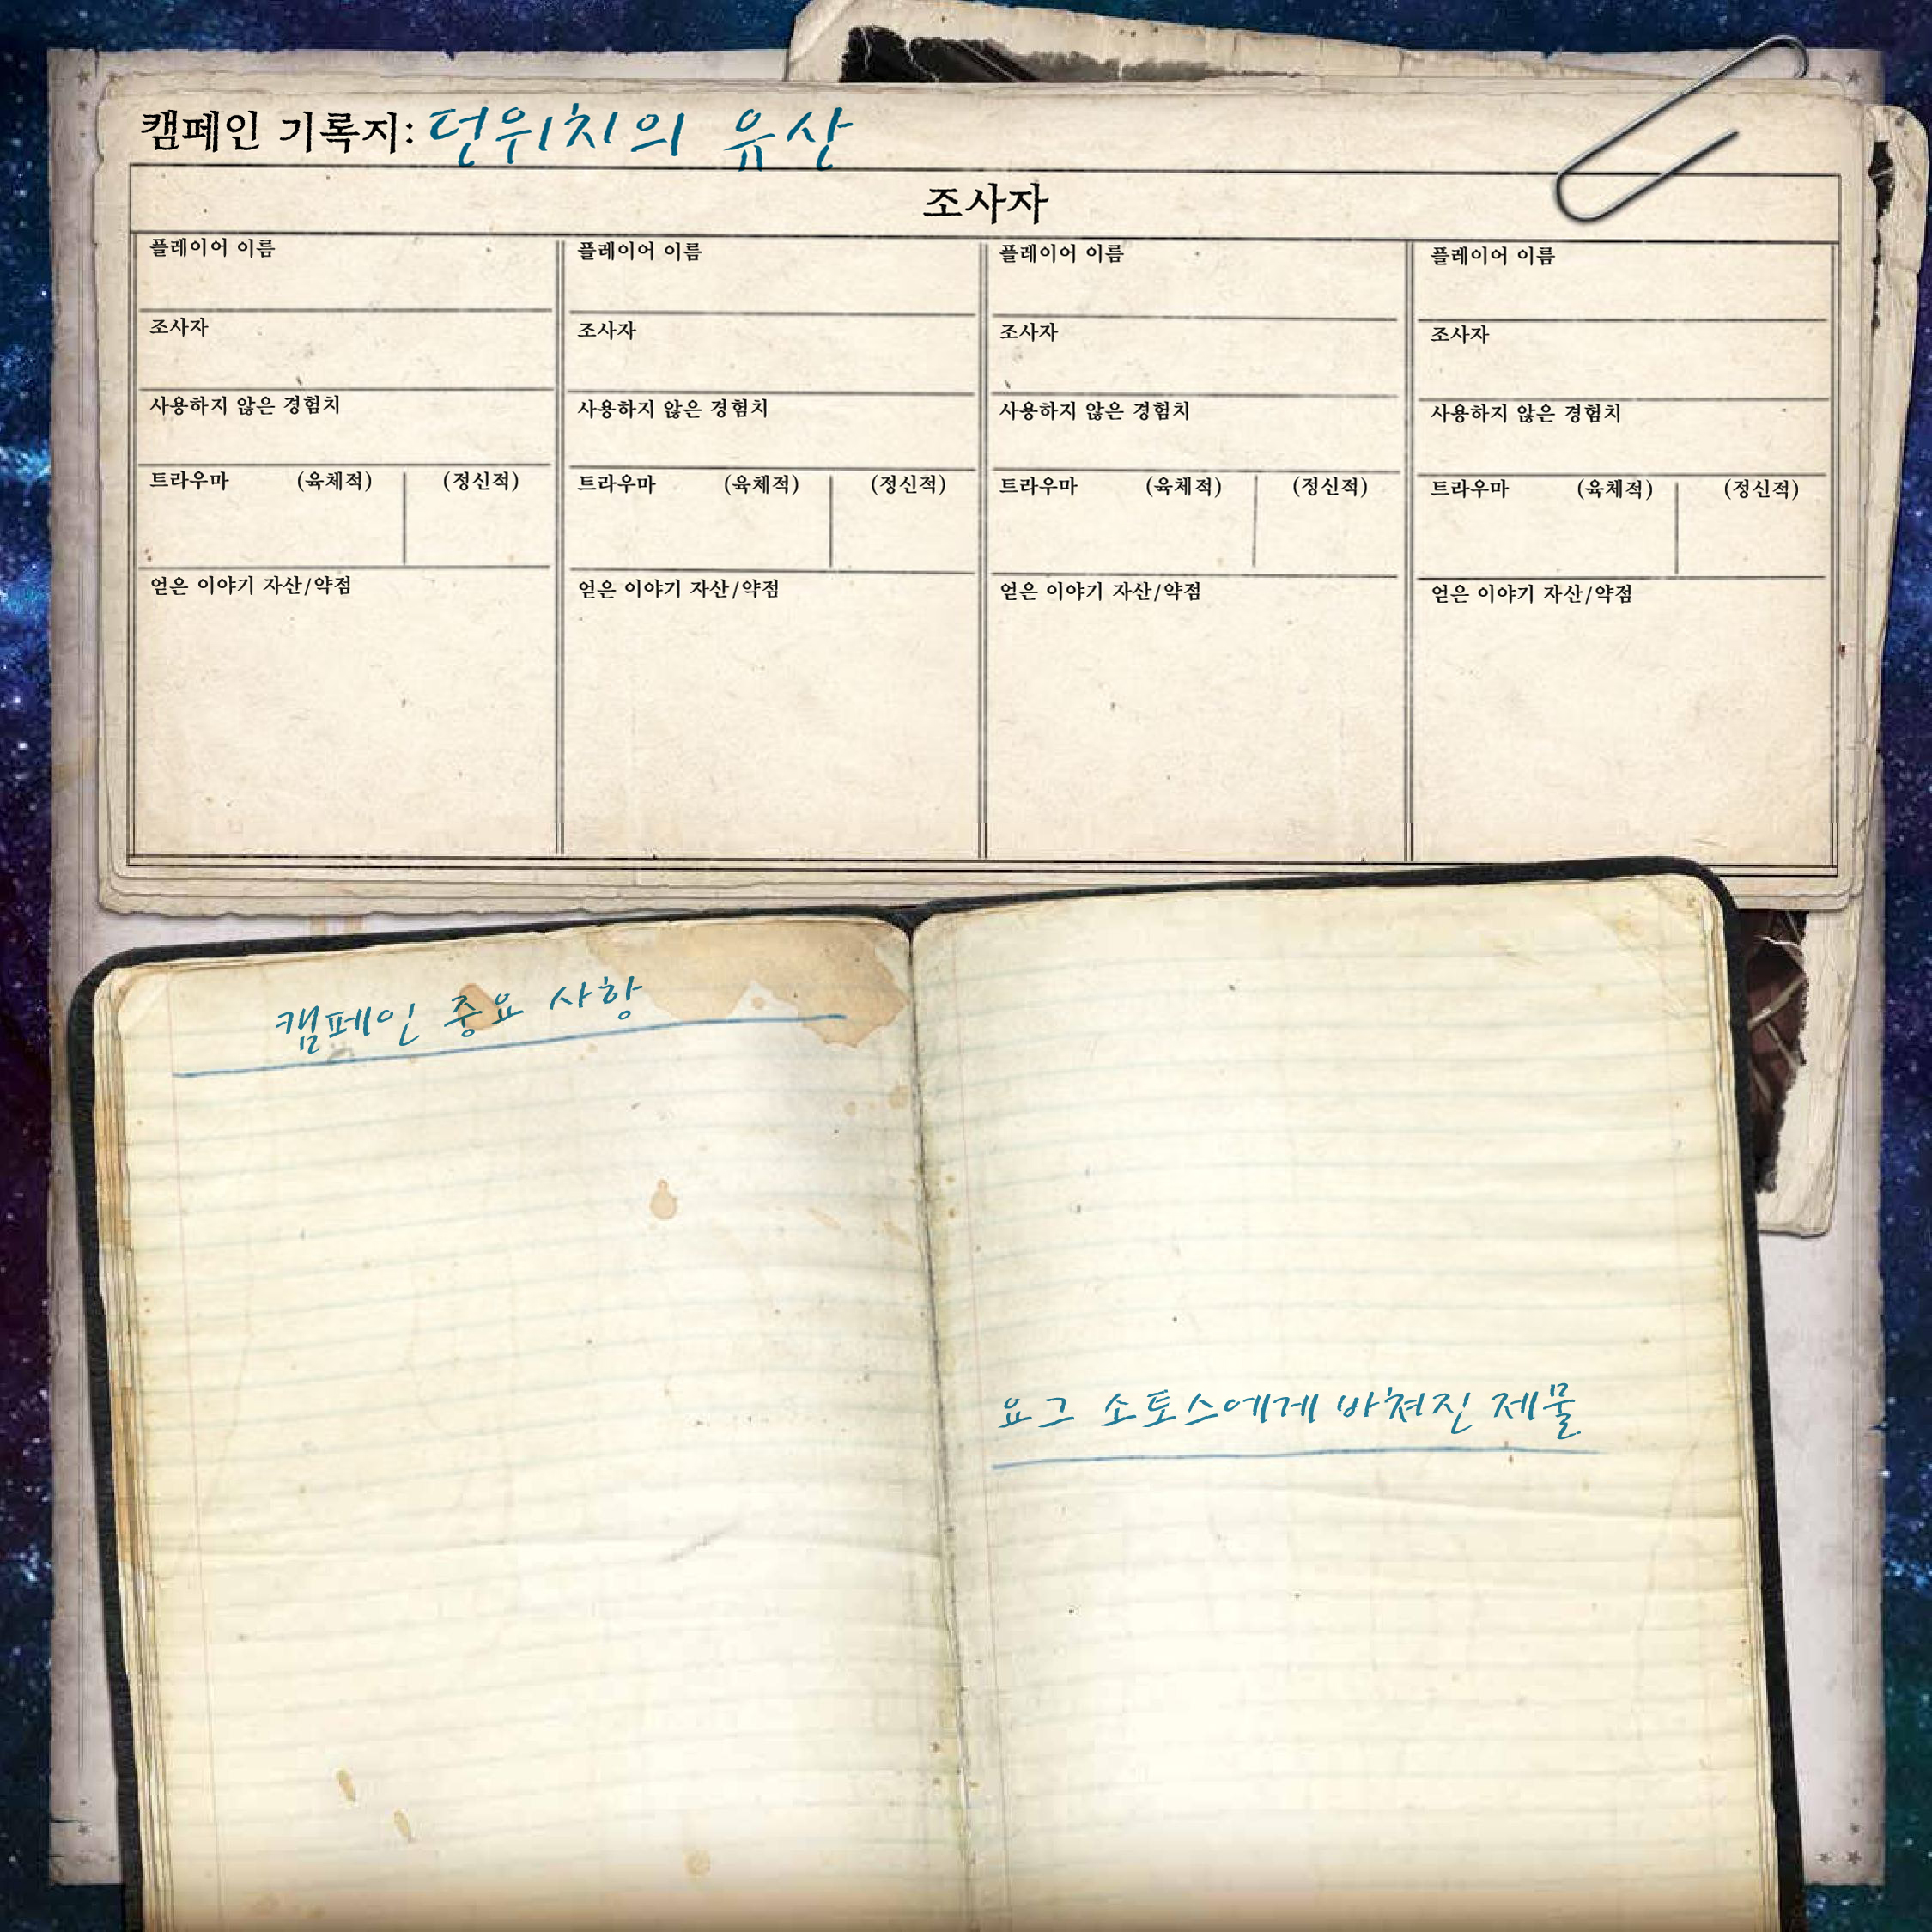 캠페인 기록지: 던위치의 유산
조사자
플레이어 이름
플레이어 이름
플레이어 이름
플레이어 이름
조사자
조사자
조사자
조사자
사용하지 않은 경험치
사용하지 않은 경험치
사용하지 않은 경험치
사용하지 않은 경험치
트라우마 (육체적) (정신적)
트라우마 (육체적) (정신적)
트라우마 (육체적) (정신적)
트라우마 (육체적) (정신적)
얻은 이야기 자산/약점
얻은 이야기 자산/약점
얻은 이야기 자산/약점
얻은 이야기 자산/약점
캠페인 중요 사항
요그 소토스에게 바쳐진 제물